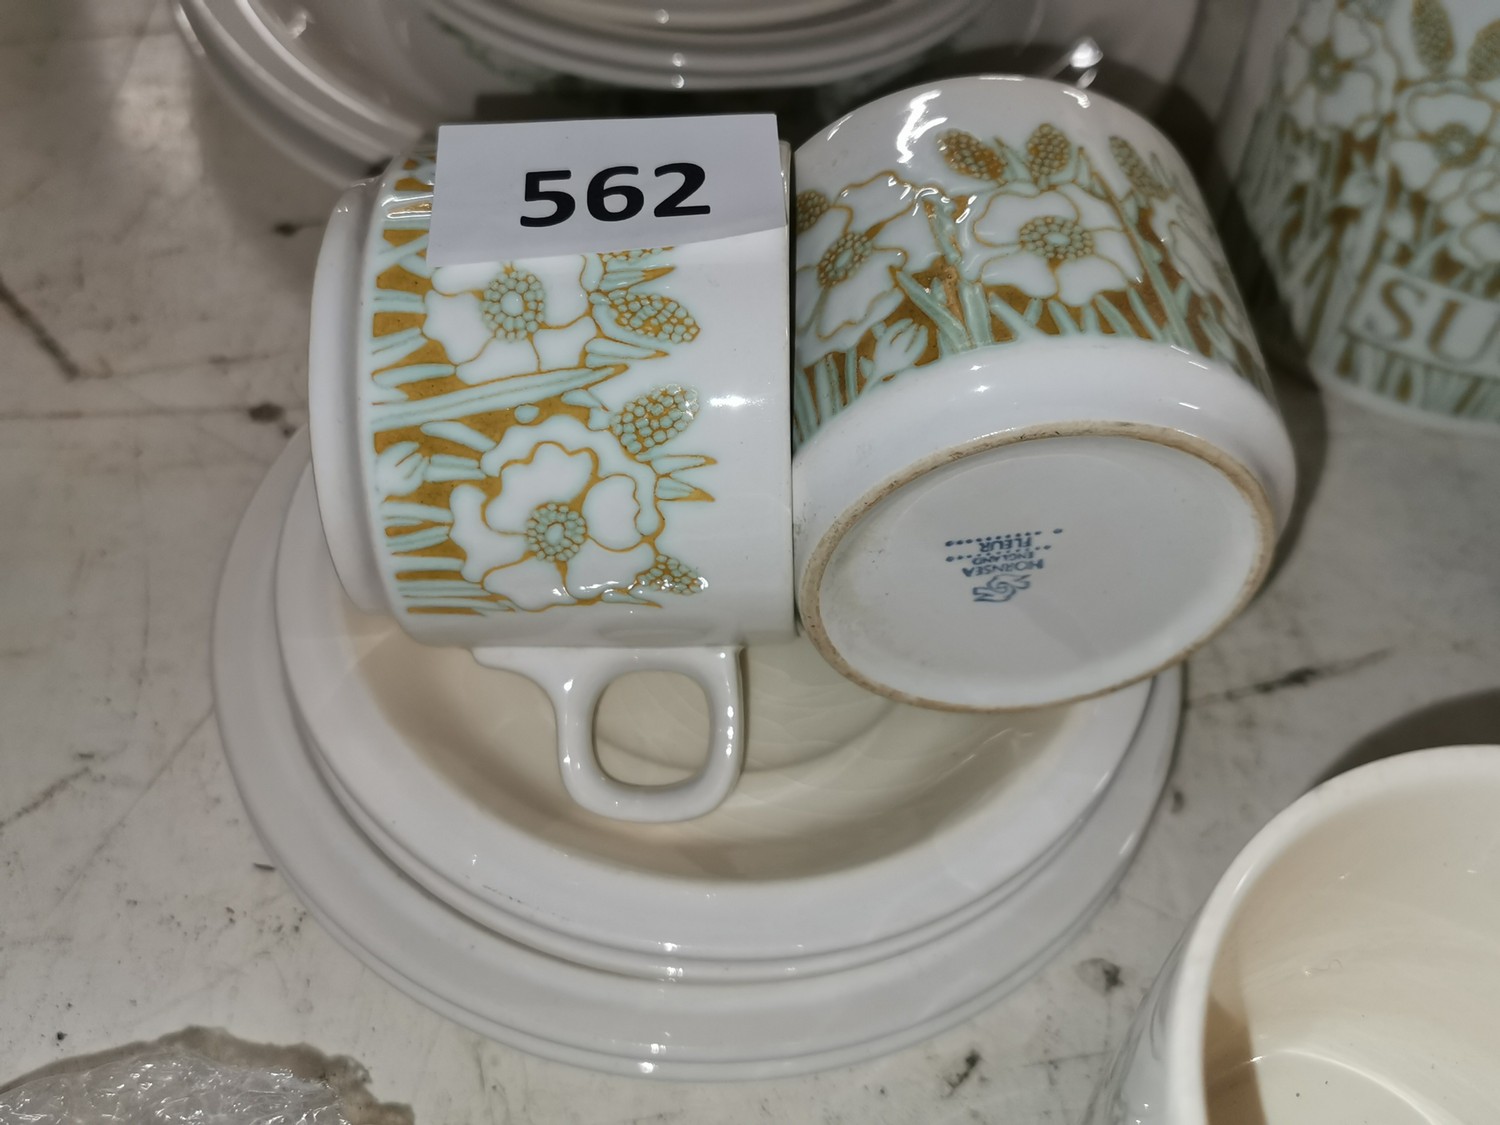 562
SU
HORNSEA
ENGLAND
FLEUR